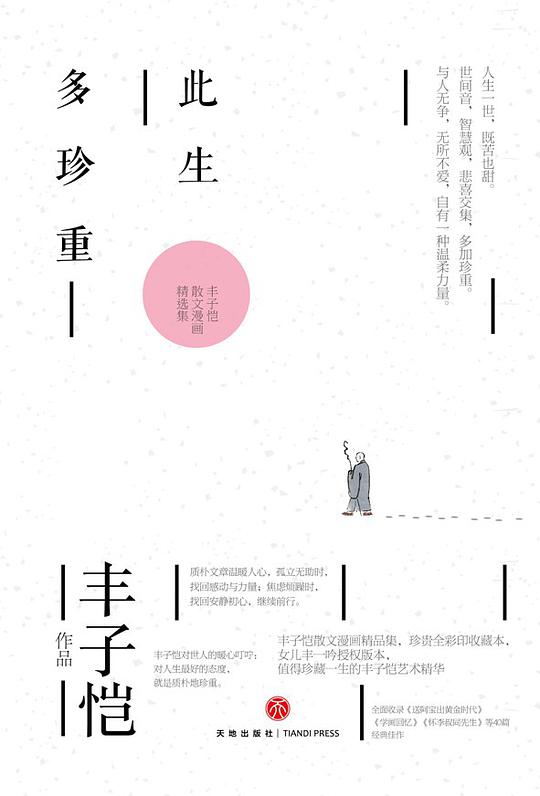 此生
多珍重
人生一世，既苦也甜。
世间音，智慧观，悲喜交集，多加珍重。
与人无争，无所不爱，自有一种温柔力量。
丰子恺
散文漫画
精选集
丰子恺
作品
质朴文章温暖人心，孤立无助时，
找回感动与力量；焦虑烦躁时，
找回安静初心，继续前行。
丰子恺对世人的暖心叮咛：
对人生最好的态度，
就是质朴地珍重。
丰子恺散文漫画精品集，珍贵全彩印收藏本，
女儿丰一吟授权版本，
值得珍藏一生的丰子恺艺术精华
天地出版社 | TIANDI PRESS
全面收录《送阿宝出黄金时代》
《学画回忆》《怀李叔同先生》等40篇
经典佳作